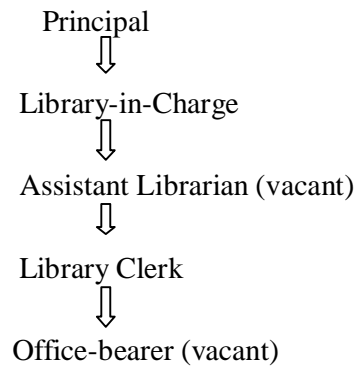 Principal
Library-in-Charge
Assistant Librarian (vacant)
Library Clerk
Office-bearer (vacant)